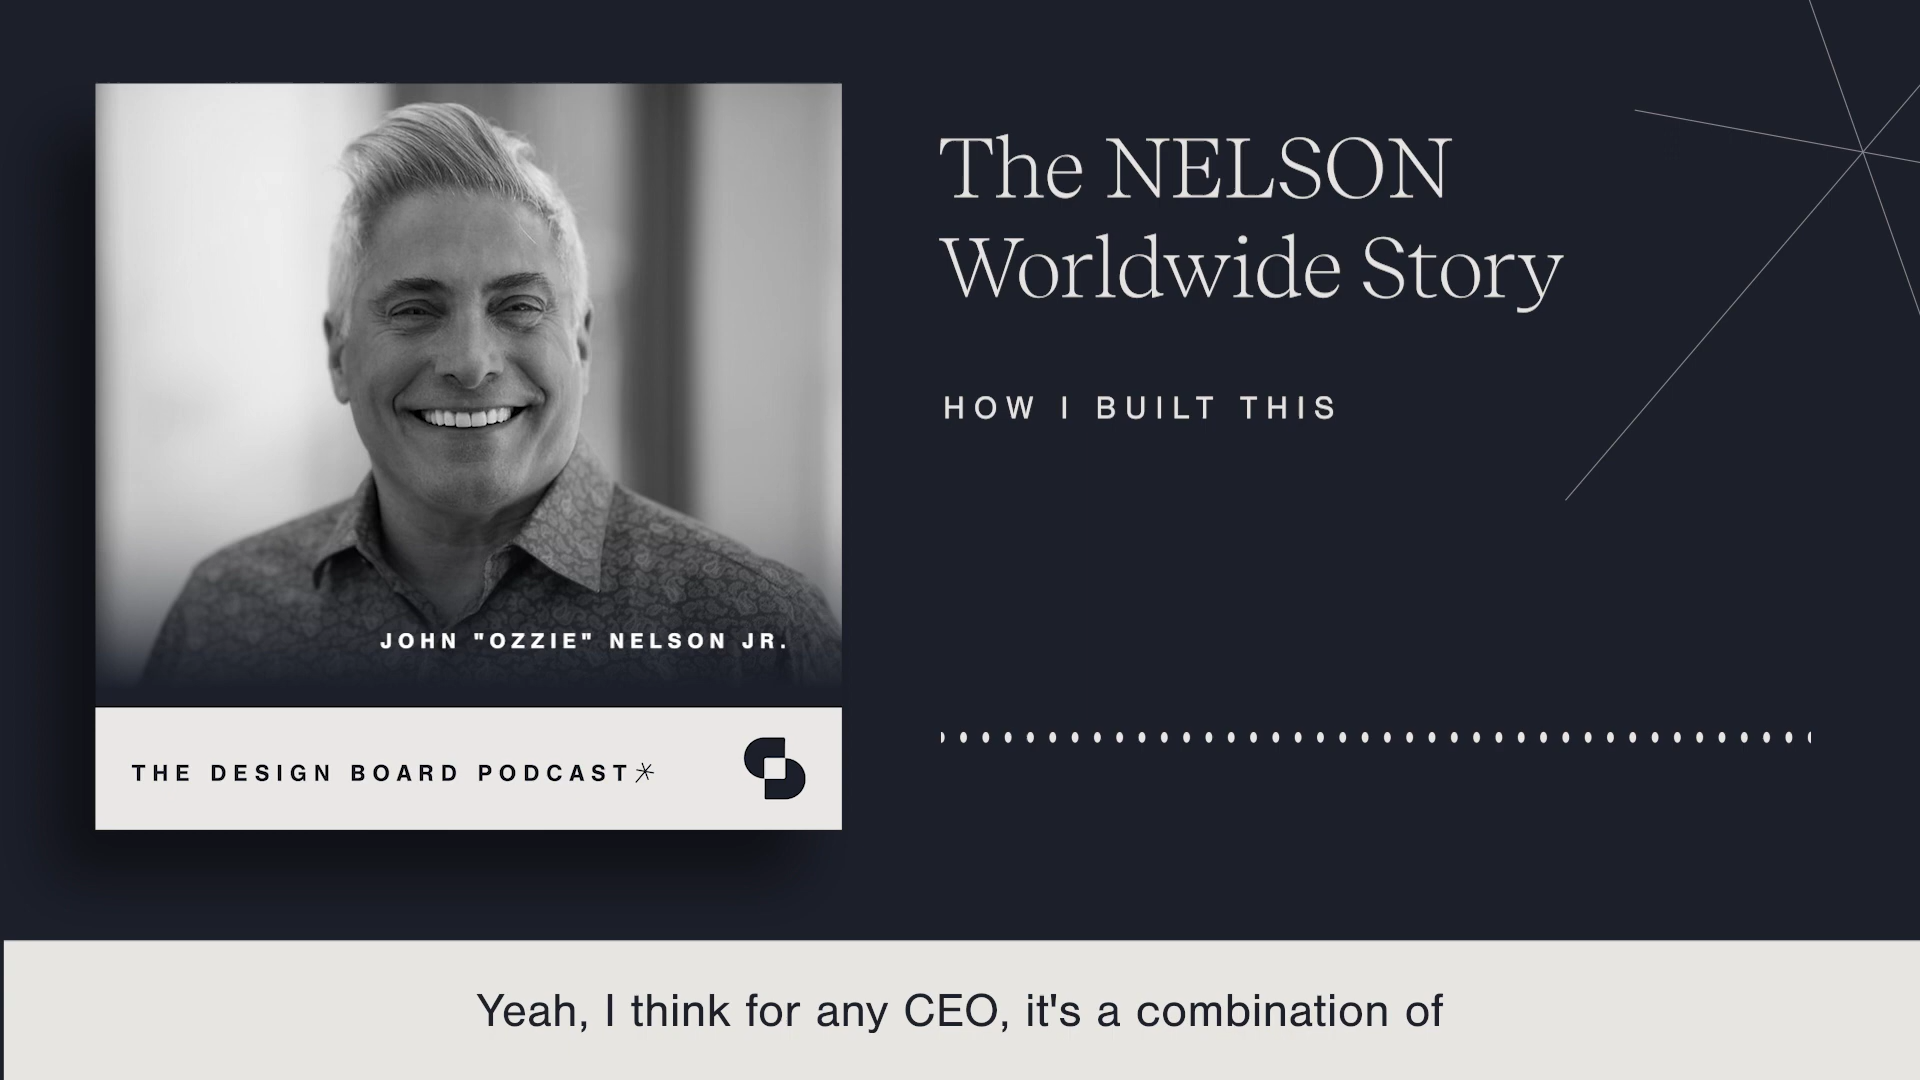 The NELSON
Worldwide Story
HOW I BUILT THIS
JOHN "OZZIE" NELSON JR.
THE DESIGN BOARD PODCAST
Yeah, I think for any CEO, it's a combination of